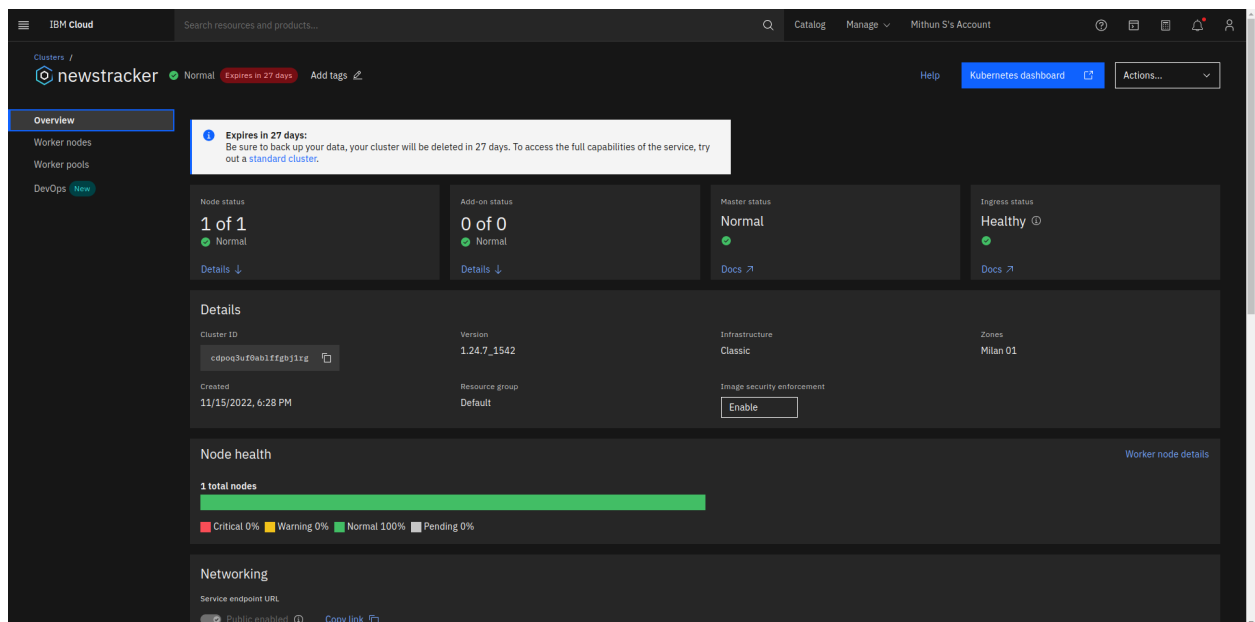 IBM Cloud
Search resources and products...
Catalog
Manage
Mithun S's Account
Clusters /
newstracker
Normal
Expires in 27 days
Add tags
Help
Kubernetes dashboard
Actions...
Overview
Worker nodes
Worker pools
DevOps New
Expires in 27 days:
Be sure to back up your data, your cluster will be deleted in 27 days. To access the full capabilities of the service, try
out a standard cluster.
Node status
1 of 1
Normal
Details ↓
Add-on status
0 of 0
Normal
Details ↓
Master status
Normal
Docs ↗
Ingress status
Healthy
Docs ↗
Details
Cluster ID
cdpoq3uf0ablffgbj1rg
Version
1.24.7_1542
Infrastructure
Classic
Zones
Milan 01
Created
11/15/2022, 6:28 PM
Resource group
Default
Image security enforcement
Enable
Node health
Worker node details
1 total nodes
Critical 0% Warning 0% Normal 100% Pending 0%
Networking
Service endpoint URL
Public enabled
Copy link